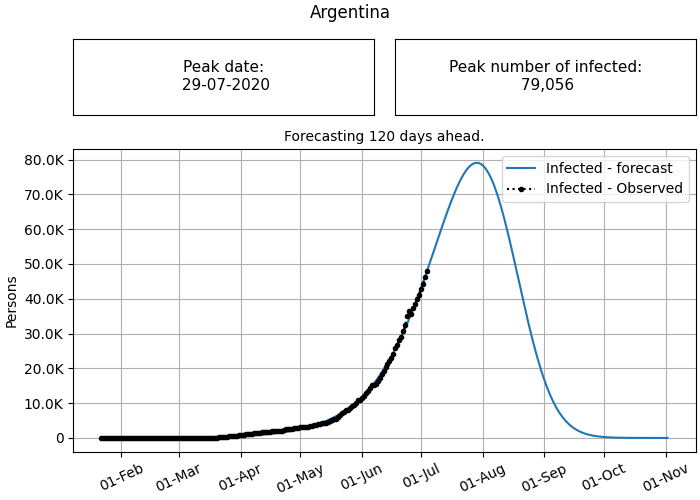 Argentina
Peak date:
29-07-2020
Peak number of infected:
79,056
Forecasting 120 days ahead.
Infected - forecast
Infected - Observed
80.0K
70.0K
60.0K
50.0K
40.0K
30.0K
20.0K
10.0K
0
Persons
01-Feb
01-Mar
01-Apr
01-May
01-Jun
01-Jul
01-Aug
01-Sep
01-Oct
01-Nov